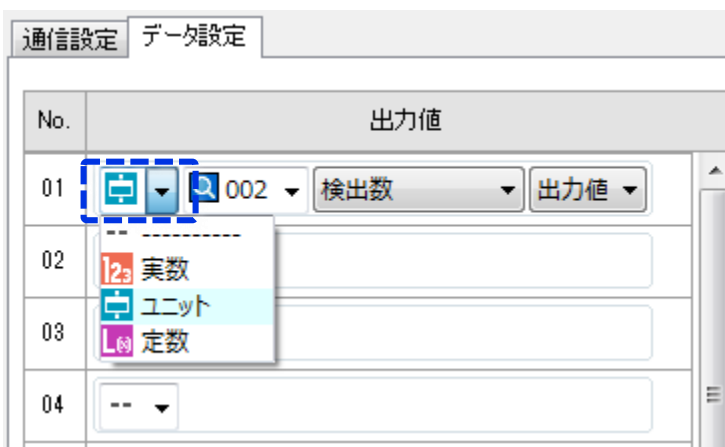 通信設定 データ設定
No. 出力値
01 002 検出数 出力値
-- ----------
02 123 実数
ユニット
03 L(N) 定数
04 --